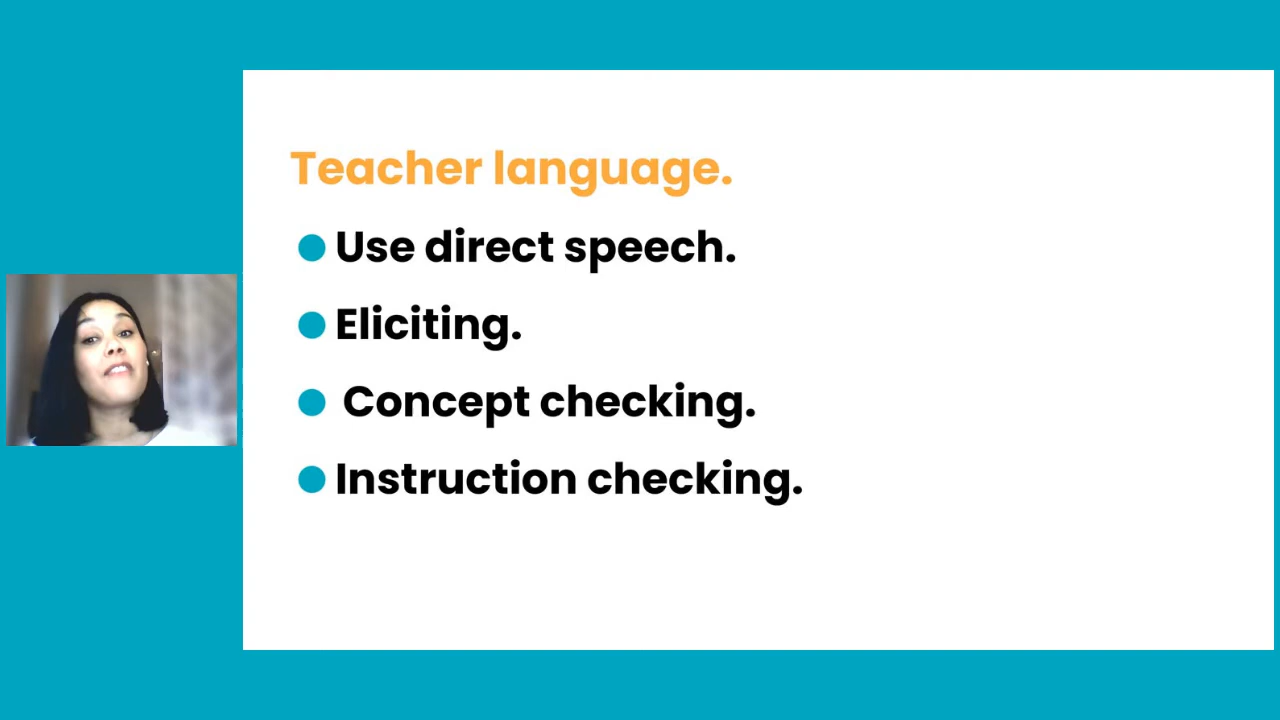 Teacher language.
Use direct speech.
Eliciting.
Concept checking.
Instruction checking.